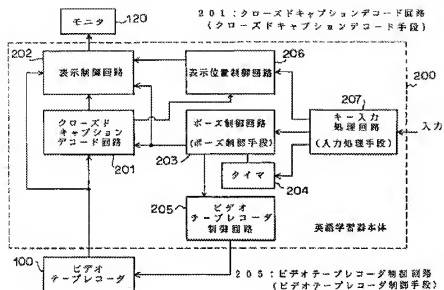 モニタ
120
201：クローズドキャプションデコード回路
(クローズドキャプションデコード手段)
202
表示制御回路
206
表示位置制御回路
200
クローズド
キャプション
デコード回路
201
ポーズ制御回路
(ポーズ制御手段)
203
207
キー入力
処理回路
(入力処理手段)
入力
タイマ
204
205
ビデオ
テープレコーダ
制御回路
英語学習器本体
100
ビデオ
テープレコーダ
205：ビデオテープレコーダ制御回路
(ビデオテープレコーダ制御手段)